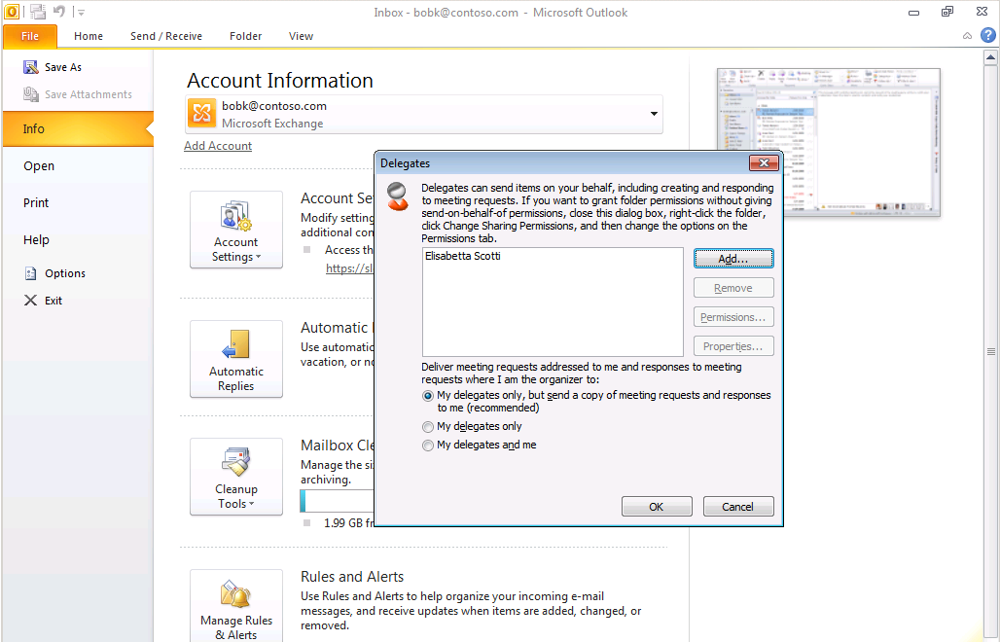 Inbox - bobk@contoso.com - Microsoft Outlook
File Home Send / Receive Folder View
Save As
Save Attachments
Info
Open
Print
Help
Options
Exit
Account Information
bobk@contoso.com
Microsoft Exchange
Add Account
Account
Settings
Account Se
Modify setting
additional con
Access th
https://sl
Automatic
Replies
Automatic
Use automatic
vacation, or no
Cleanup
Tools
Mailbox Cle
Manage the si
archiving.
1.99 GB fr
Manage Rules
& Alerts
Rules and Alerts
Use Rules and Alerts to help organize your incoming e-mail
messages, and receive updates when items are added, changed, or
removed.
Delegates
Delegates can send items on your behalf, including creating and responding
to meeting requests. If you want to grant folder permissions without giving
send-on-behalf-of permissions, close this dialog box, right-click the folder,
click Change Sharing Permissions, and then change the options on the
Permissions tab.
Elisabetta Scotti
Add...
Remove
Permissions...
Properties...
Deliver meeting requests addressed to me and responses to meeting
requests where I am the organizer to:
My delegates only, but send a copy of meeting requests and responses
to me (recommended)
My delegates only
My delegates and me
OK Cancel